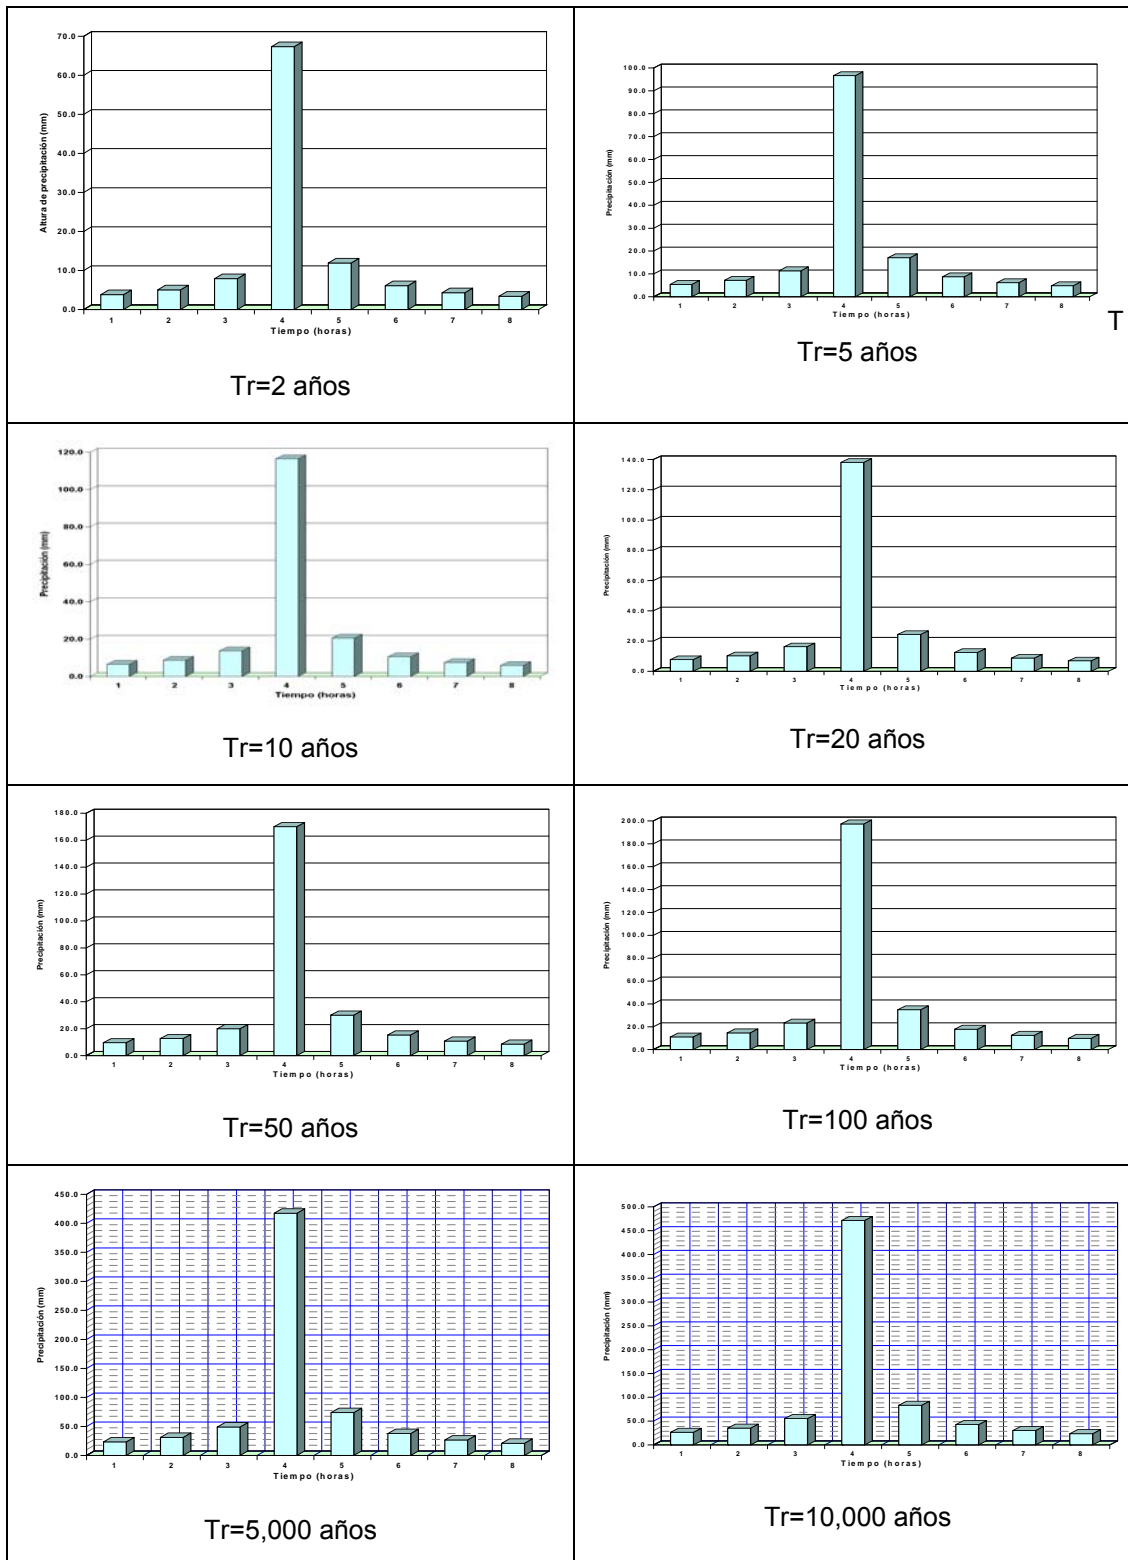 70.0
60.0
50.0
40.0
30.0
20.0
10.0
0.0
Altura de precipitación (mm)
1 2 3 4 5 6 7 8
Tiempo (horas)
Tr=2 años
100.0
90.0
80.0
70.0
60.0
50.0
40.0
30.0
20.0
10.0
0.0
Precipitación (mm)
1 2 3 4 5 6 7 8
Tiempo (horas)
T
Tr=5 años
120.0
100.0
80.0
60.0
40.0
20.0
0.0
Precipitación (mm)
1 2 3 4 5 6 7 8
Tiempo (horas)
Tr=10 años
140.0
120.0
100.0
80.0
60.0
40.0
20.0
0.0
Precipitación (mm)
1 2 3 4 5 6 7 8
Tiempo (horas)
Tr=20 años
180.0
160.0
140.0
120.0
100.0
80.0
60.0
40.0
20.0
0.0
Precipitación (mm)
1 2 3 4 5 6 7 8
Tiempo (horas)
Tr=50 años
200.0
180.0
160.0
140.0
120.0
100.0
80.0
60.0
40.0
20.0
0.0
Precipitación (mm)
1 2 3 4 5 6 7 8
Tiempo (horas)
Tr=100 años
450.0
400.0
350.0
300.0
250.0
200.0
150.0
100.0
50.0
0.0
Precipitación (mm)
1 2 3 4 5 6 7 8
Tiempo (horas)
Tr=5,000 años
500.0
450.0
400.0
350.0
300.0
250.0
200.0
150.0
100.0
50.0
0.0
Precipitación (mm)
1 2 3 4 5 6 7 8
Tiempo (horas)
Tr=10,000 años